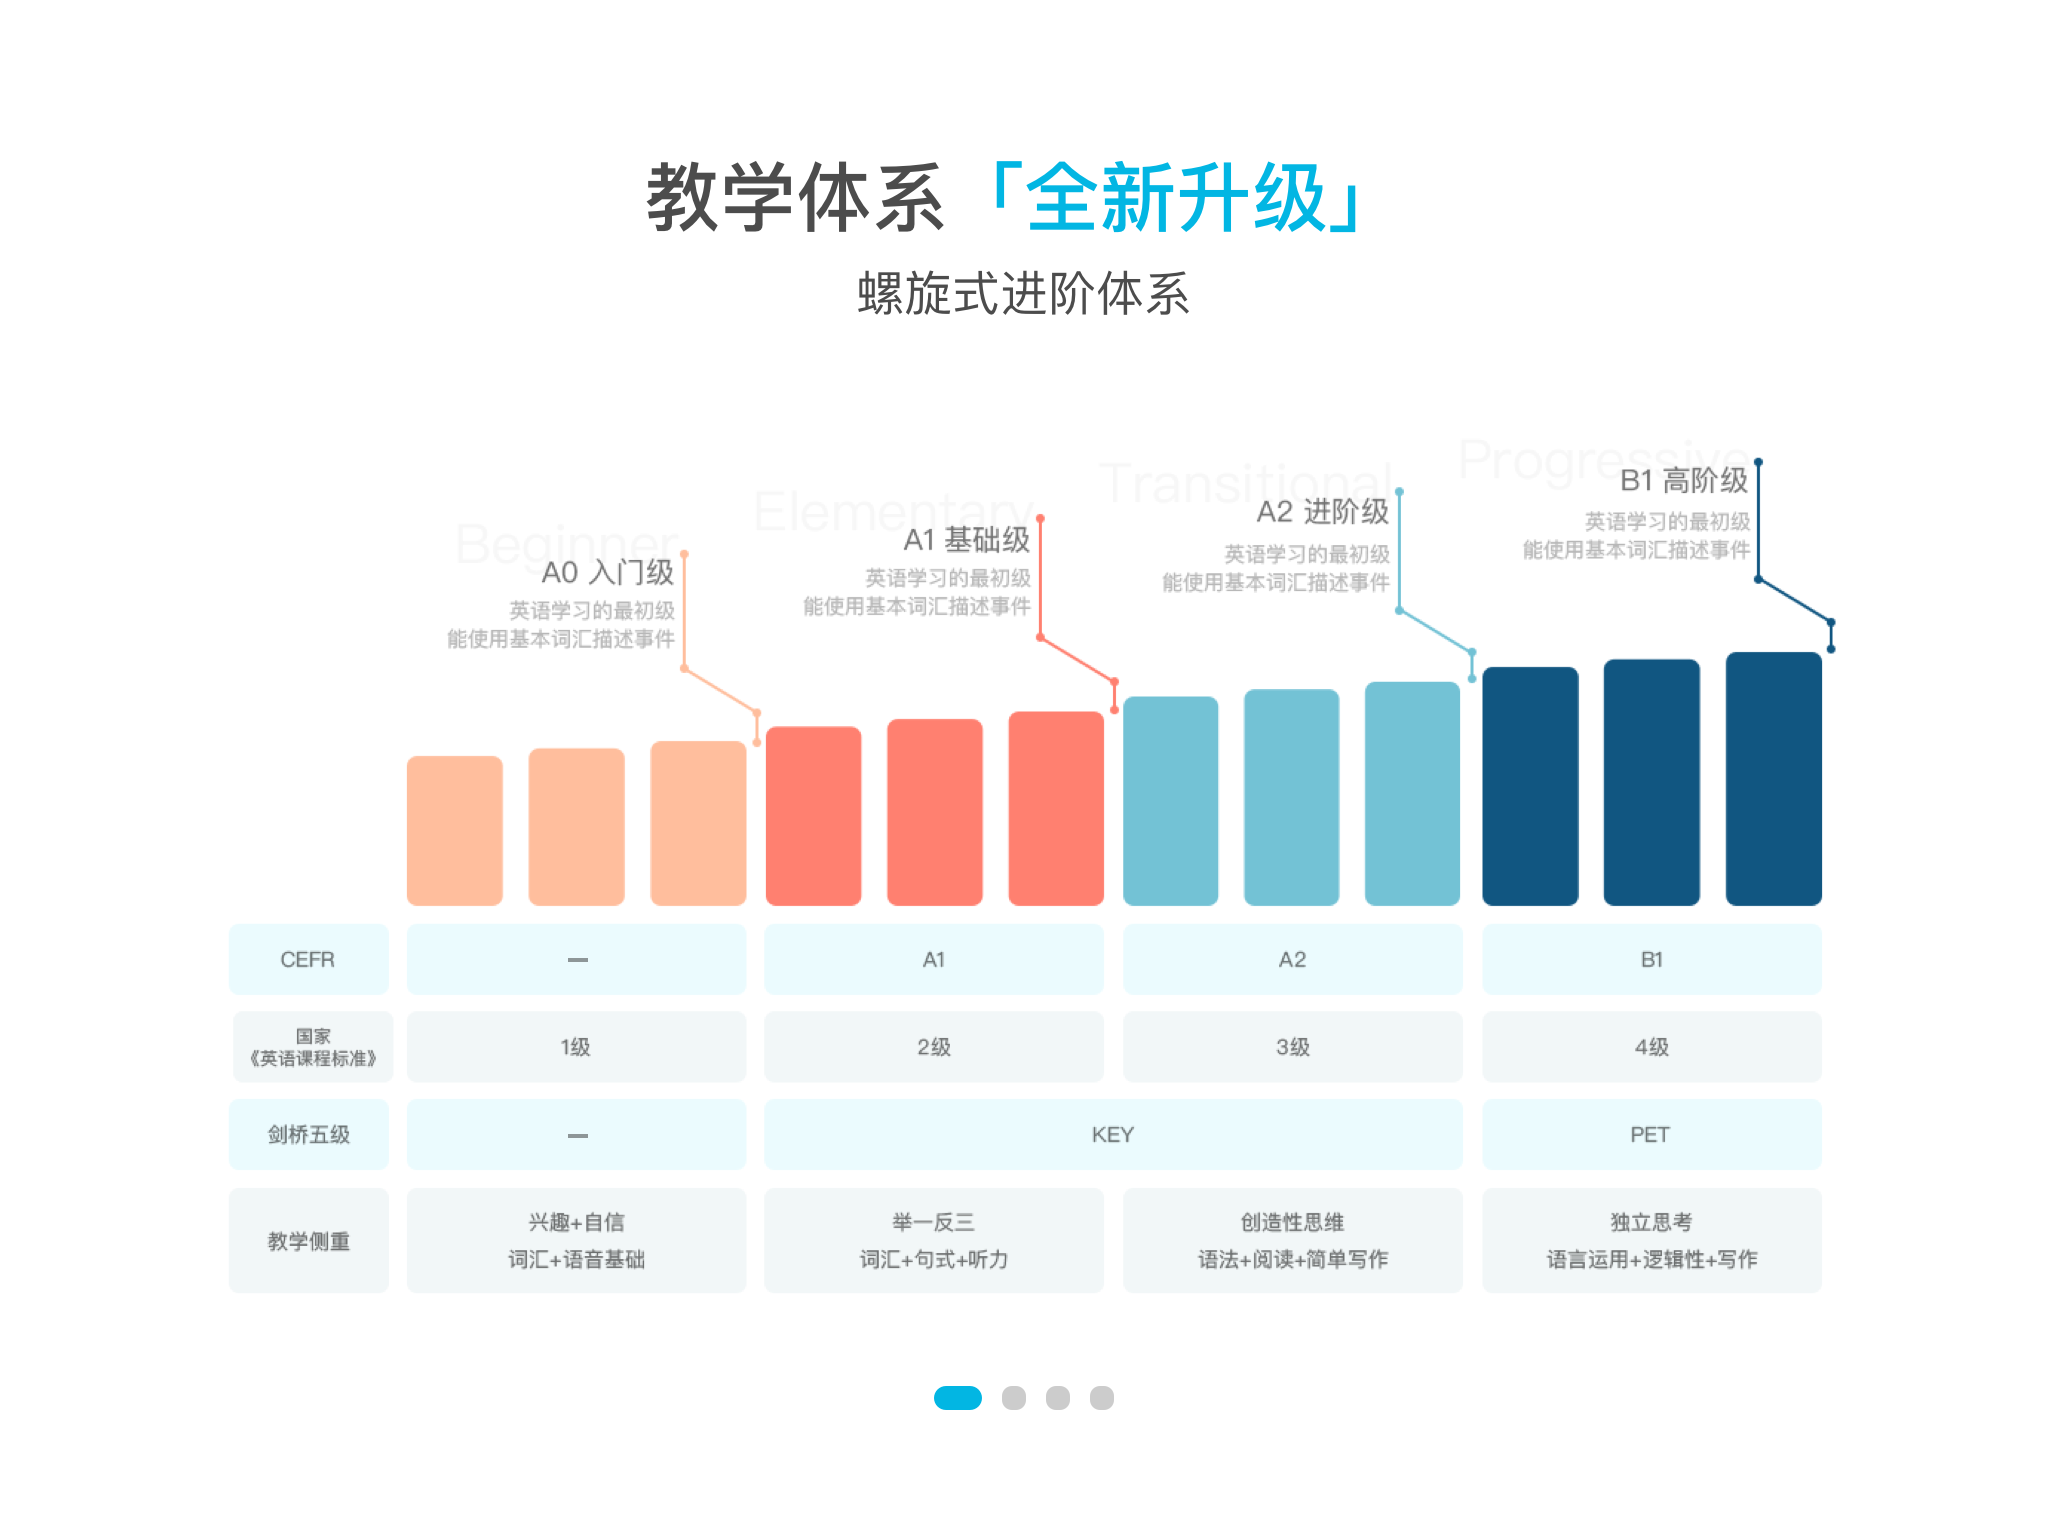 教学体系「全新升级」
螺旋式进阶体系
Beginner
A0 入门级
英语学习的最初级
能使用基本词汇描述事件
Elementary
A1 基础级
英语学习的最初级
能使用基本词汇描述事件
Transitional
A2 进阶级
英语学习的最初级
能使用基本词汇描述事件
Progressive
B1 高阶级
英语学习的最初级
能使用基本词汇描述事件
CEFR
—
A1
A2
B1
国家
《英语课程标准》
1级
2级
3级
4级
剑桥五级
—
KEY
PET
教学侧重
兴趣+自信
词汇+语音基础
举一反三
词汇+句式+听力
创造性思维
语法+阅读+简单写作
独立思考
语言运用+逻辑性+写作